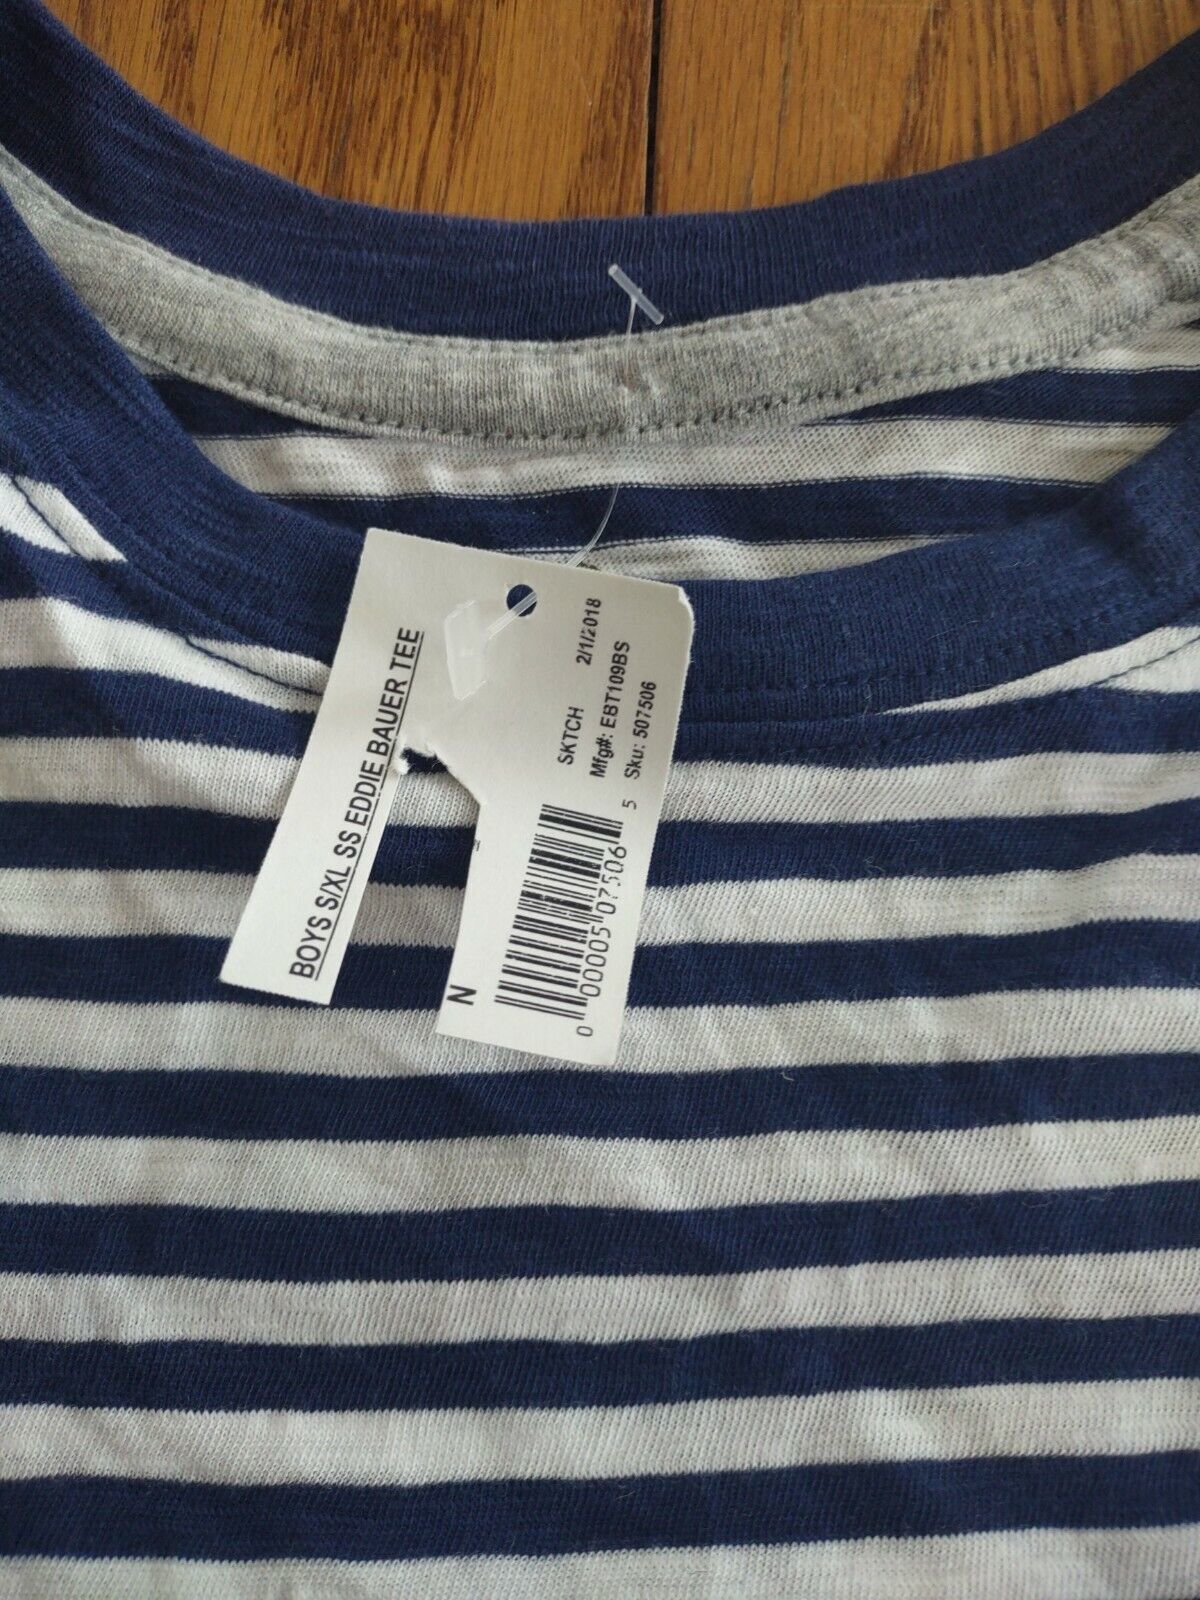 BOYS S/XL SS EDDIE BAUER TEE
SKTCH 2/1/2018
Mfg#: EBT109BS
Sku: 507506
0 00005 07506 5
N